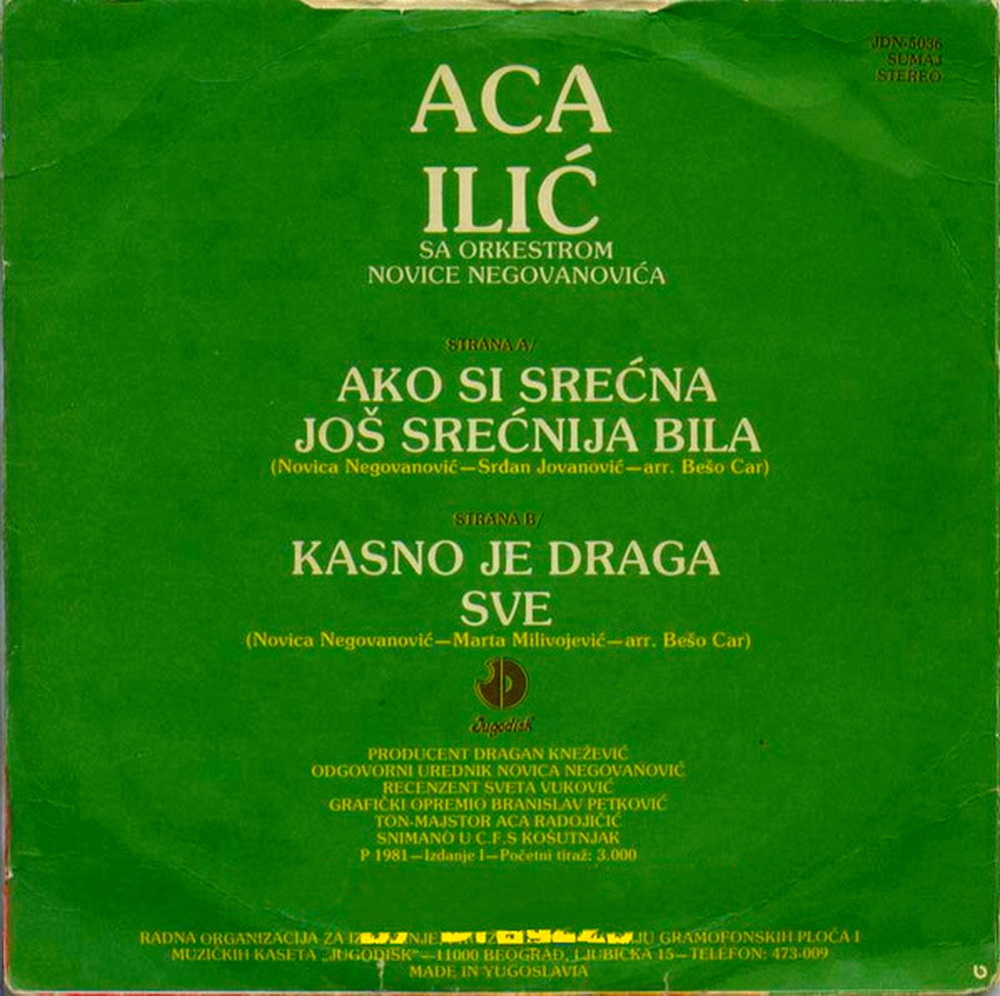 JDN-5036
SUMAJ
STEREO
ACA
ILIĆ
SA ORKESTROM
NOVICE NEGOVANOVIĆA
STRANA A/
AKO SI SREĆNA
JOŠ SREĆNIJA BILA
(Novica Negovanović—Srđan Jovanović—arr. Bešo Car)
STRANA B/
KASNO JE DRAGA
SVE
(Novica Negovanović—Marta Milivojević—arr. Bešo Car)
Jugodisk
PRODUCENT DRAGAN KNEŽEVIĆ
ODGOVORNI UREDNIK NOVICA NEGOVANOVIĆ
RECENZENT SVETA VUKOVIĆ
GRAFIČKI OPREMIO BRANISLAV PETKOVIĆ
TON-MAJSTOR ACA RADOJIČIĆ
SNIMANO U C.F.S KOŠUTNJAK
P 1981—Izdanje I—Početni tiraž: 3.000
RADNA ORGANIZACIJA ZA GRAMOFONSKIH PLOČA I
MUZIČKIH KASETA „JUGODISK"—11000 BEOGRAD, LJUBIČKA 15—TELEFON: 473-009
MADE IN YUGOSLAVIA